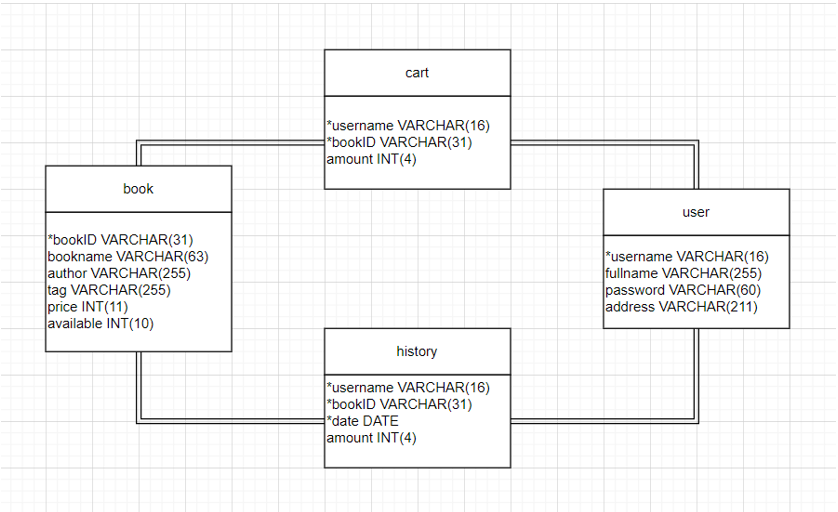 cart
*username VARCHAR(16)
*bookID VARCHAR(31)
amount INT(4)
book
*bookID VARCHAR(31)
bookname VARCHAR(63)
author VARCHAR(255)
tag VARCHAR(255)
price INT(11)
available INT(10)
user
*username VARCHAR(16)
fullname VARCHAR(255)
password VARCHAR(60)
address VARCHAR(211)
history
*username VARCHAR(16)
*bookID VARCHAR(31)
*date DATE
amount INT(4)